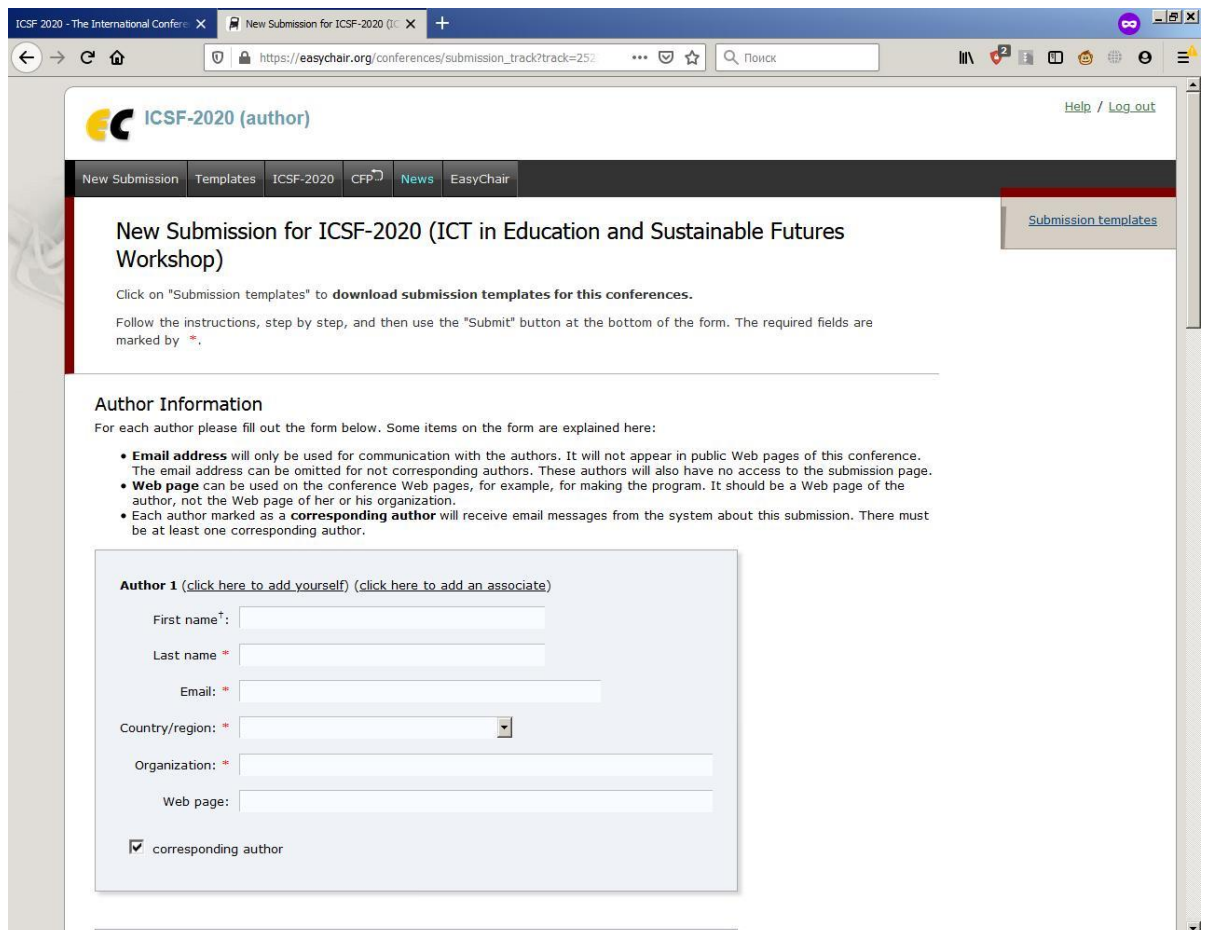 ICSF 2020 - The International Confere
New Submission for ICSF-2020 (IC
https://easychair.org/conferences/submission_track?track=252
Поиск
2
EC
ICSF-2020 (author)
Help / Log out
New Submission Templates ICSF-2020 CFP News EasyChair
Submission templates
New Submission for ICSF-2020 (ICT in Education and Sustainable Futures
Workshop)
Click on "Submission templates" to download submission templates for this conferences.
Follow the instructions, step by step, and then use the "Submit" button at the bottom of the form. The required fields are
marked by *.
Author Information
For each author please fill out the form below. Some items on the form are explained here:
• Email address will only be used for communication with the authors. It will not appear in public Web pages of this conference.
The email address can be omitted for not corresponding authors. These authors will also have no access to the submission page.
• Web page can be used on the conference Web pages, for example, for making the program. It should be a Web page of the
author, not the Web page of her or his organization.
• Each author marked as a corresponding author will receive email messages from the system about this submission. There must
be at least one corresponding author.
Author 1 (click here to add yourself) (click here to add an associate)
First name†:
Last name *
Email: *
Country/region: *
Organization: *
Web page:
corresponding author